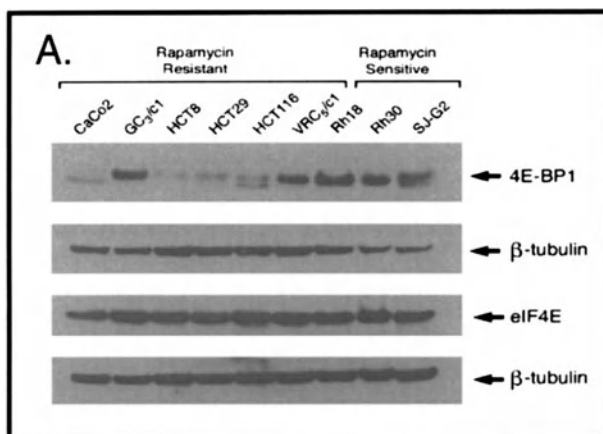 A.
Rapamycin Resistant
Rapamycin Sensitive
CaCo2
GC3/c1
HCT8
HCT29
HCT116
VRC5/c1
Rh18
Rh30
SJ-G2
4E-BP1
β-tubulin
eIF4E
β-tubulin